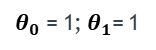 𝜽₀ = 1; 𝜽₁= 1